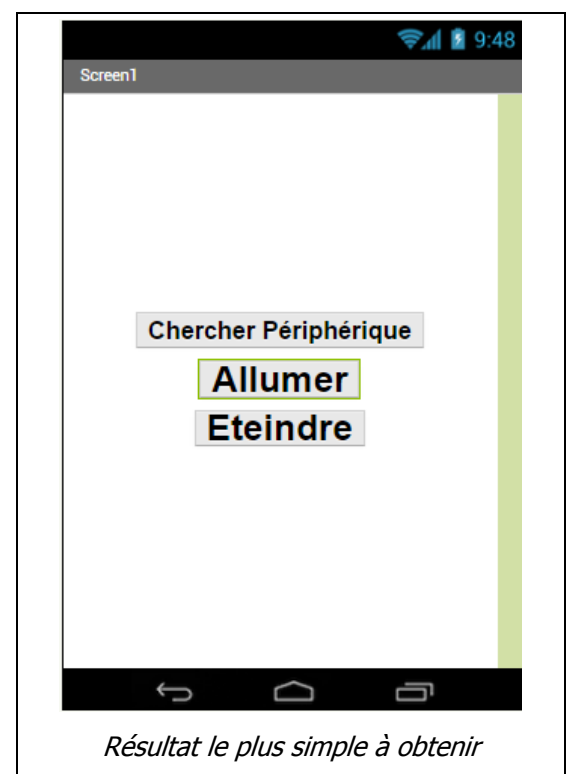 9:48
Screen1
Chercher Périphérique
Allumer
Eteindre
Résultat le plus simple à obtenir